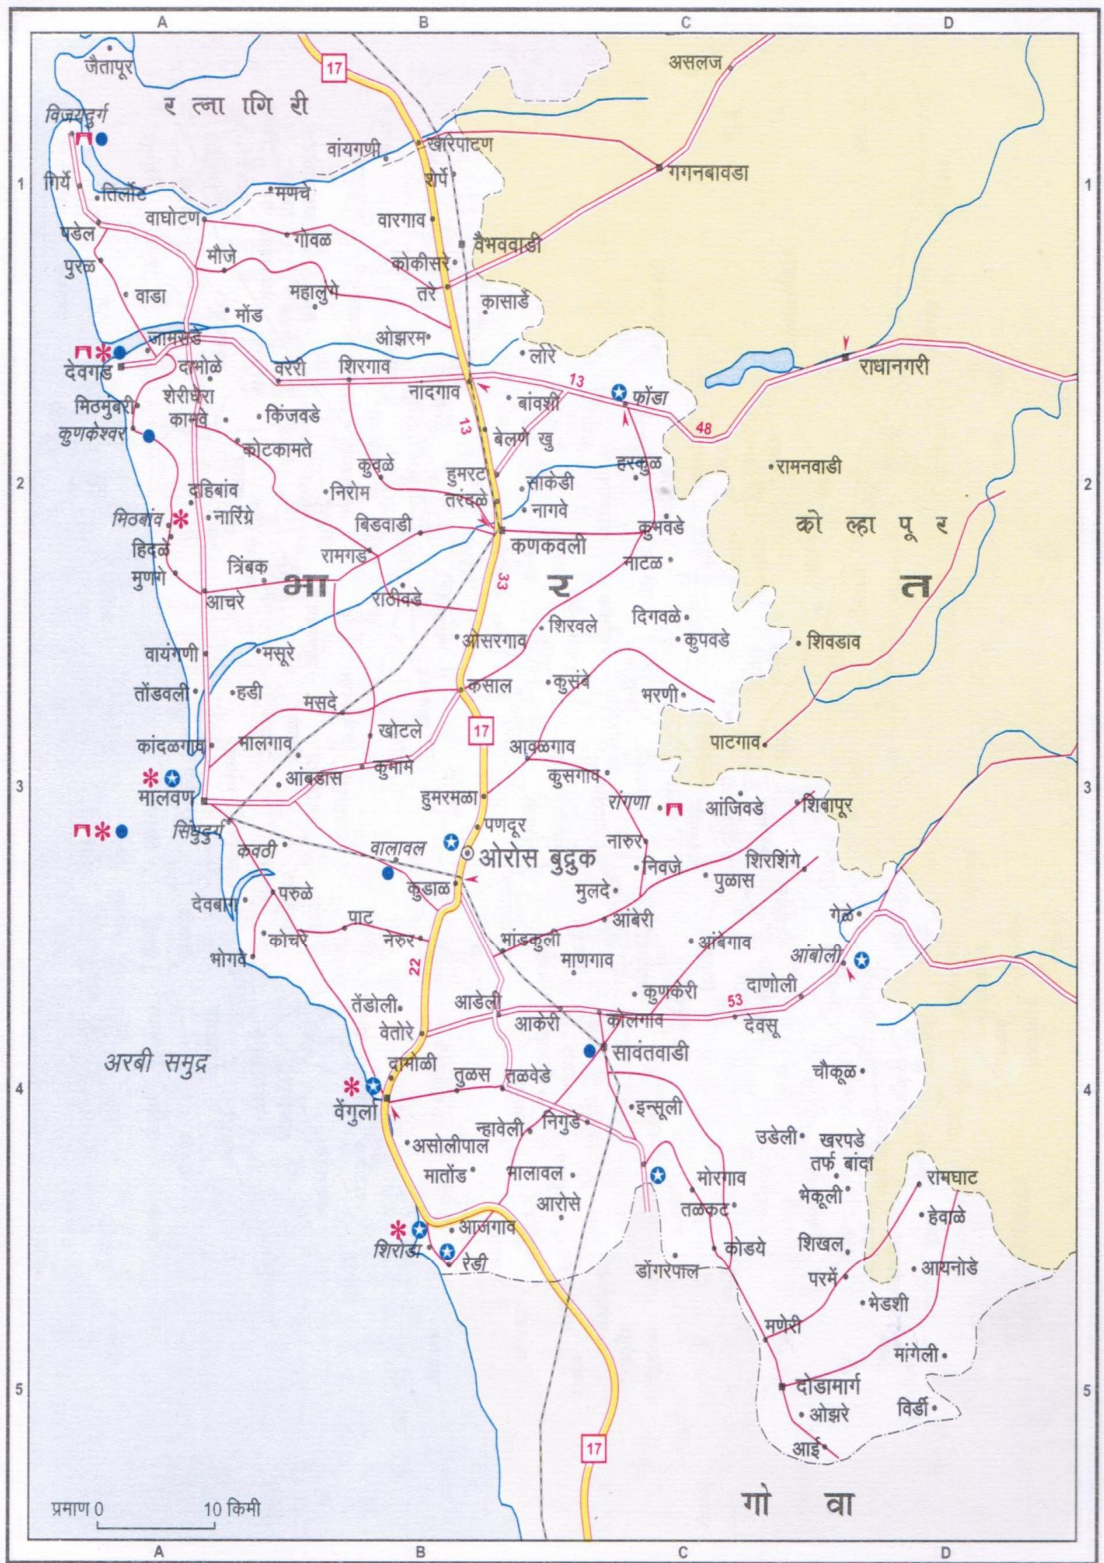 A B C D
जैतापूर
असलज
17
र त्ना गि री
विजयदुर्ग
वांयगणी
खारेपाटण
1
गिर्ये
तिर्लोट
मणचे
शेर्पे
गगनबावडा
1
वाघोटण
वारगाव
पडेल
गोवळ
वैभववाडी
पुरळ
मौजे
कोकीसरे
वाडा
महालुंगे
तरे
कासार्डे
मोंड
ओझरम
जामसंडे
लोरे
देवगड
दाभोळे
वरेरी
शिरगाव
राधानगरी
शेरीघेरा
नांदगाव
13
फोंडा
मिठमुंबरी
कामवे
किंजवडे
बांवशी
48
कुणकेश्वर
13
बेलणे खु
कोटकामते
कुवळे
हुमरट
हरकुळ
रामनवाडी
2
दहिबांव
निरोम
तरंदळे
साकेडी
2
मिठबांव
नारिंग्रे
बिडवाडी
नागवे
कुंभवडे
को ल्हा पू र
हिंदळे
रामगड
कणकवली
मुणगे
त्रिंबक
नाटळ
भा र त
आचरे
राठीवडे
33
दिगवळे
ओसरगाव
शिरवले
कुपवडे
शिवडाव
वायंगणी
मसूरे
तोंडवली
हडी
मसदे
कसाल
कुसंबे
भरणी
कांदळगाव
मालगाव
खोटले
17
आवळगाव
पाटगाव
आंबडोस
कुमामे
कुसगाव
3
मालवण
हुमरमळा
रांगणा
आंजिवडे
शिवापूर
3
सिंधुदुर्ग
पणदूर
कवठी
वालावल
ओरोस बुद्रुक
नारुर
निवजे
शिरशिंगे
देवबाग
परुळे
कुडाळ
मुलदे
पुळास
गेळे
कोचरे
पाट
नेरुर
आंबेरी
भोगवे
भांडकुली
आंबेगाव
आंबोली
22
माणगाव
तेंडोली
आडेली
कुणकेरी
दाणोली
वेतोरे
आकेरी
कोलगाव
53
देवसू
अरबी समुद्र
दाभोळी
सावंतवाडी
चौकूळ
4
वेंगुर्ला
तुळस
तळवडे
4
इन्सूली
न्हावेली
निगुडे
असोलीपाल
उडेली
खरपडे
तर्फ बांदा
मातोंड
भालावल
मोरगाव
रामघाट
आरोसे
तळकट
भेकूली
हेवाळे
आजगाव
शिरोडा
रेडी
कोडये
शिखल
डोंगरपाल
परमें
आयनोडे
भेडशी
मणेरी
मांगेली
5
दोडामार्ग
5
ओझरे
विर्डी
17
आई
गो वा
प्रमाण 0 10 किमी
A B C D